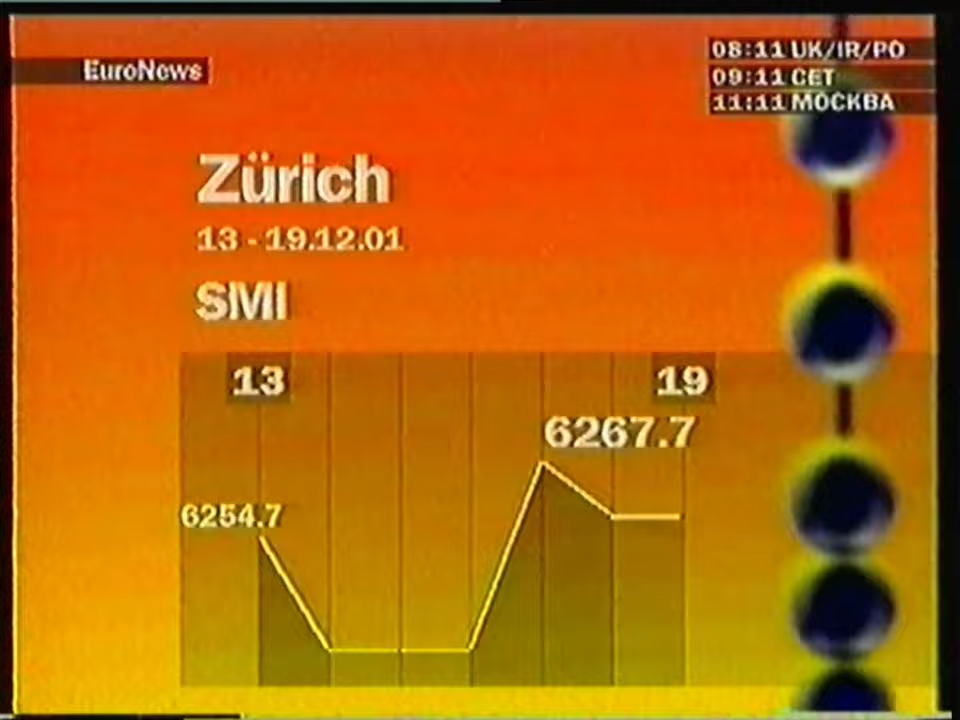 EuroNews
08:11 UK/IR/PO
09:11 CET
11:11 МОСКВА
Zürich
13 - 19.12.01
SMI
13
19
6267.7
6254.7